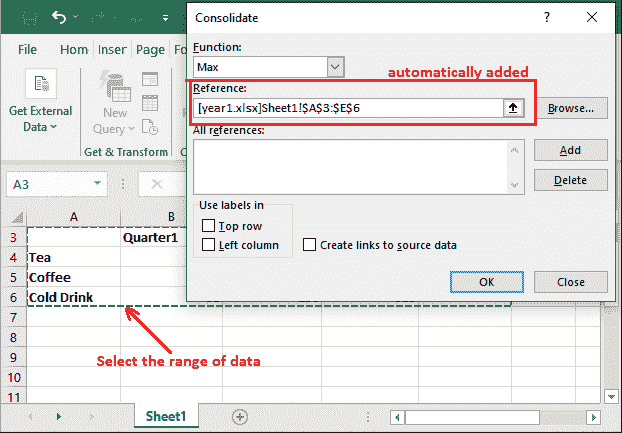 Consolidate
?
File Hom Inser Page Fo
Function:
Max
automatically added
Reference:
[year1.xlsx]Sheet1!$A$3:$E$6
Browse...
All references:
Add
Delete
Use labels in
Top row
Left column
Create links to source data
OK
Close
Get External
Data
New
Query
Get & Transform
A3
A B
3 Quarter1
4 Tea
5 Coffee
6 Cold Drink
7
8
9
10
11
Select the range of data
Sheet1